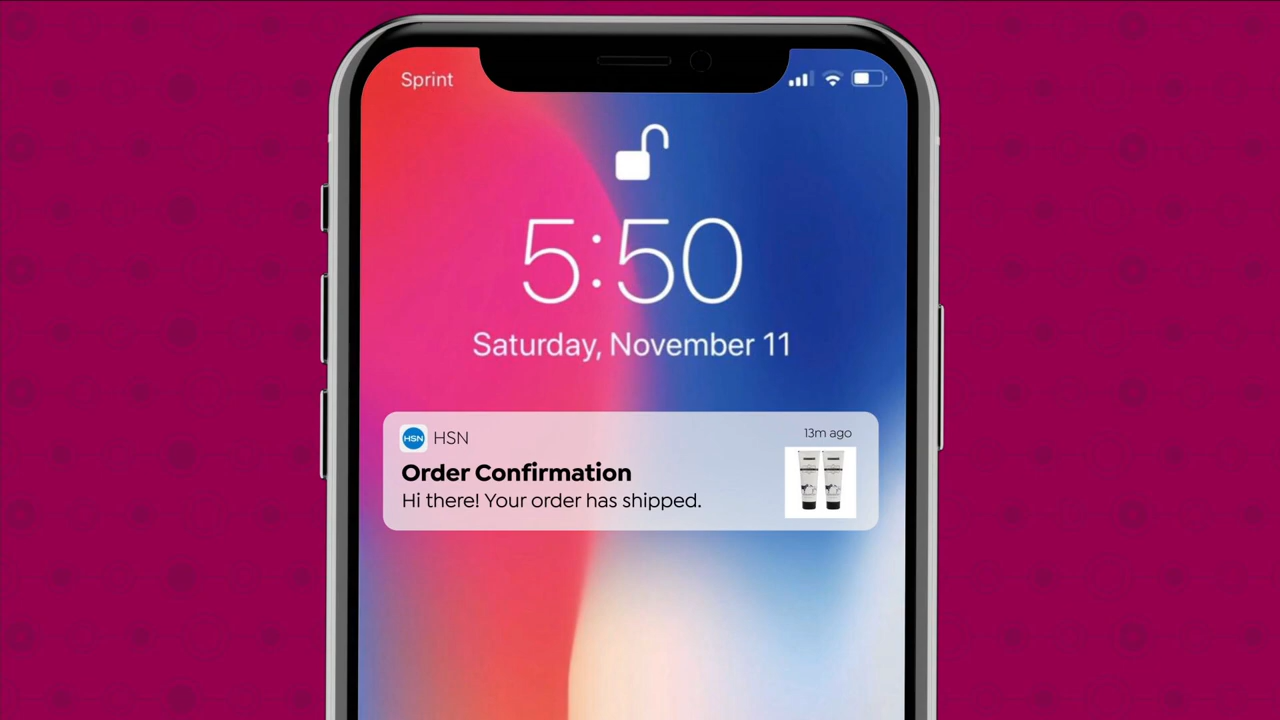 Sprint
5:50
Saturday, November 11
HSN HSN
13m ago
Order Confirmation
Hi there! Your order has shipped.